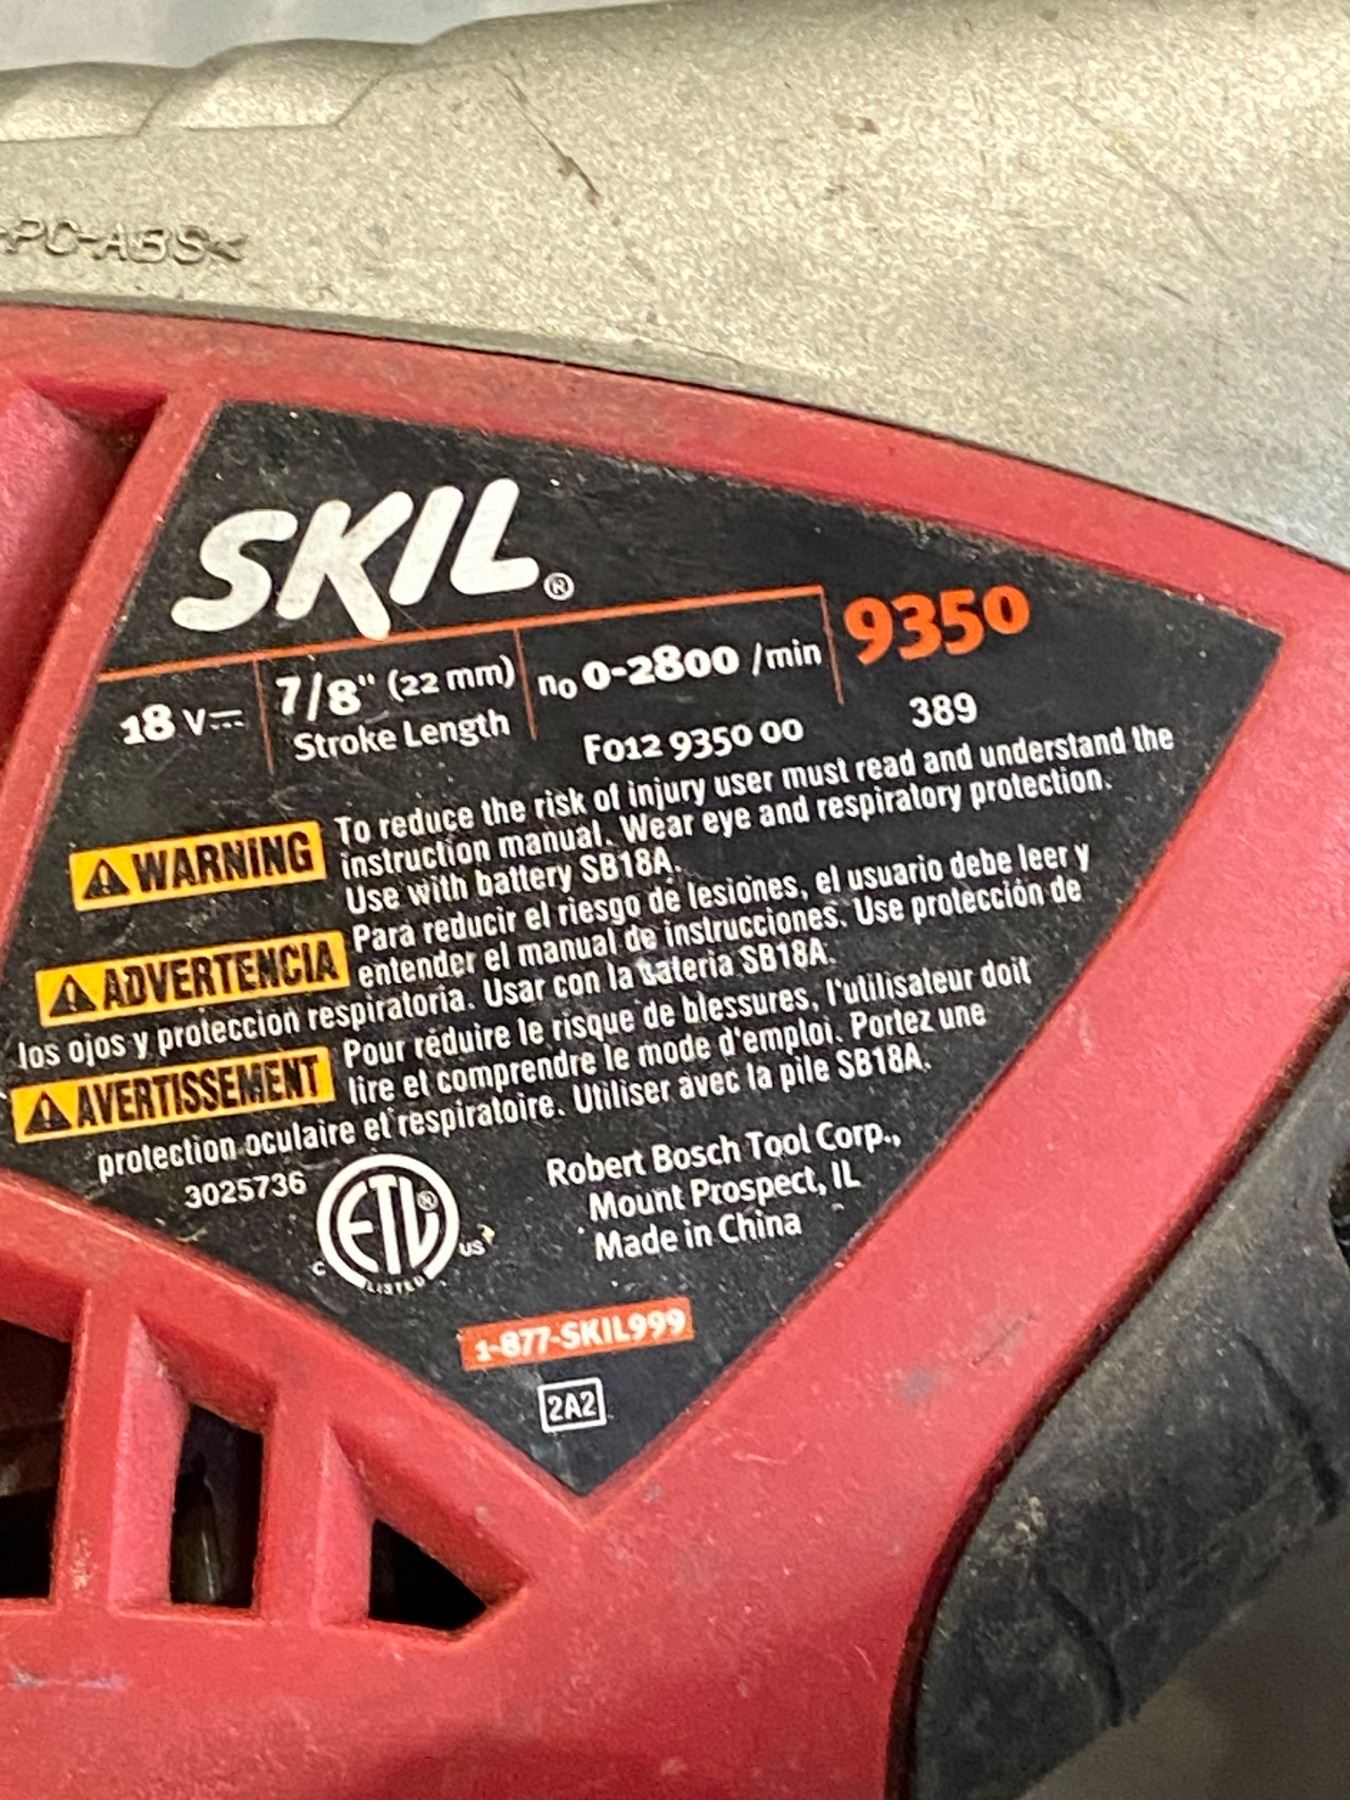 >PC-ABS<
SKIL®
18 V⎓ 7/8" (22 mm) Stroke Length n₀ 0-2800 /min 9350
F012 9350 00 389
⚠ WARNING To reduce the risk of injury user must read and understand the
instruction manual. Wear eye and respiratory protection.
Use with battery SB18A.
⚠ ADVERTENCIA Para reducir el riesgo de lesiones, el usuario debe leer y
entender el manual de instrucciones. Use protección de
los ojos y protección respiratoria. Usar con la bateria SB18A.
⚠ AVERTISSEMENT Pour réduire le risque de blessures, l'utilisateur doit
lire et comprendre le mode d'emploi. Portez une
protection oculaire et respiratoire. Utiliser avec la pile SB18A.
3025736
C ETL® US
LISTED
Robert Bosch Tool Corp.,
Mount Prospect, IL
Made in China
1-877-SKIL999
2A2